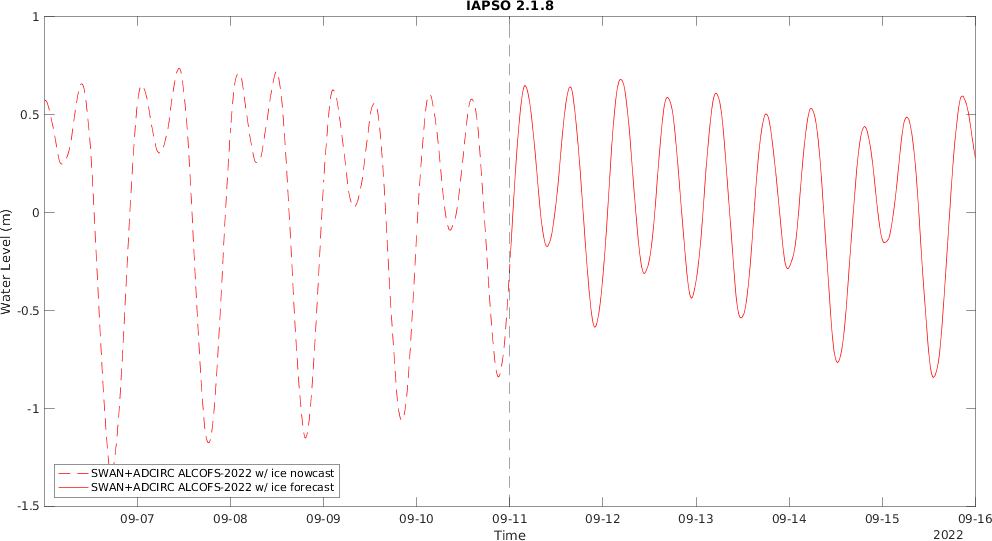 IAPSO 2.1.8
1
0.5
0
-0.5
-1
-1.5
Water Level (m)
SWAN+ADCIRC ALCOFS-2022 w/ ice nowcast
SWAN+ADCIRC ALCOFS-2022 w/ ice forecast
09-07 09-08 09-09 09-10 09-11 09-12 09-13 09-14 09-15 09-16
Time
2022